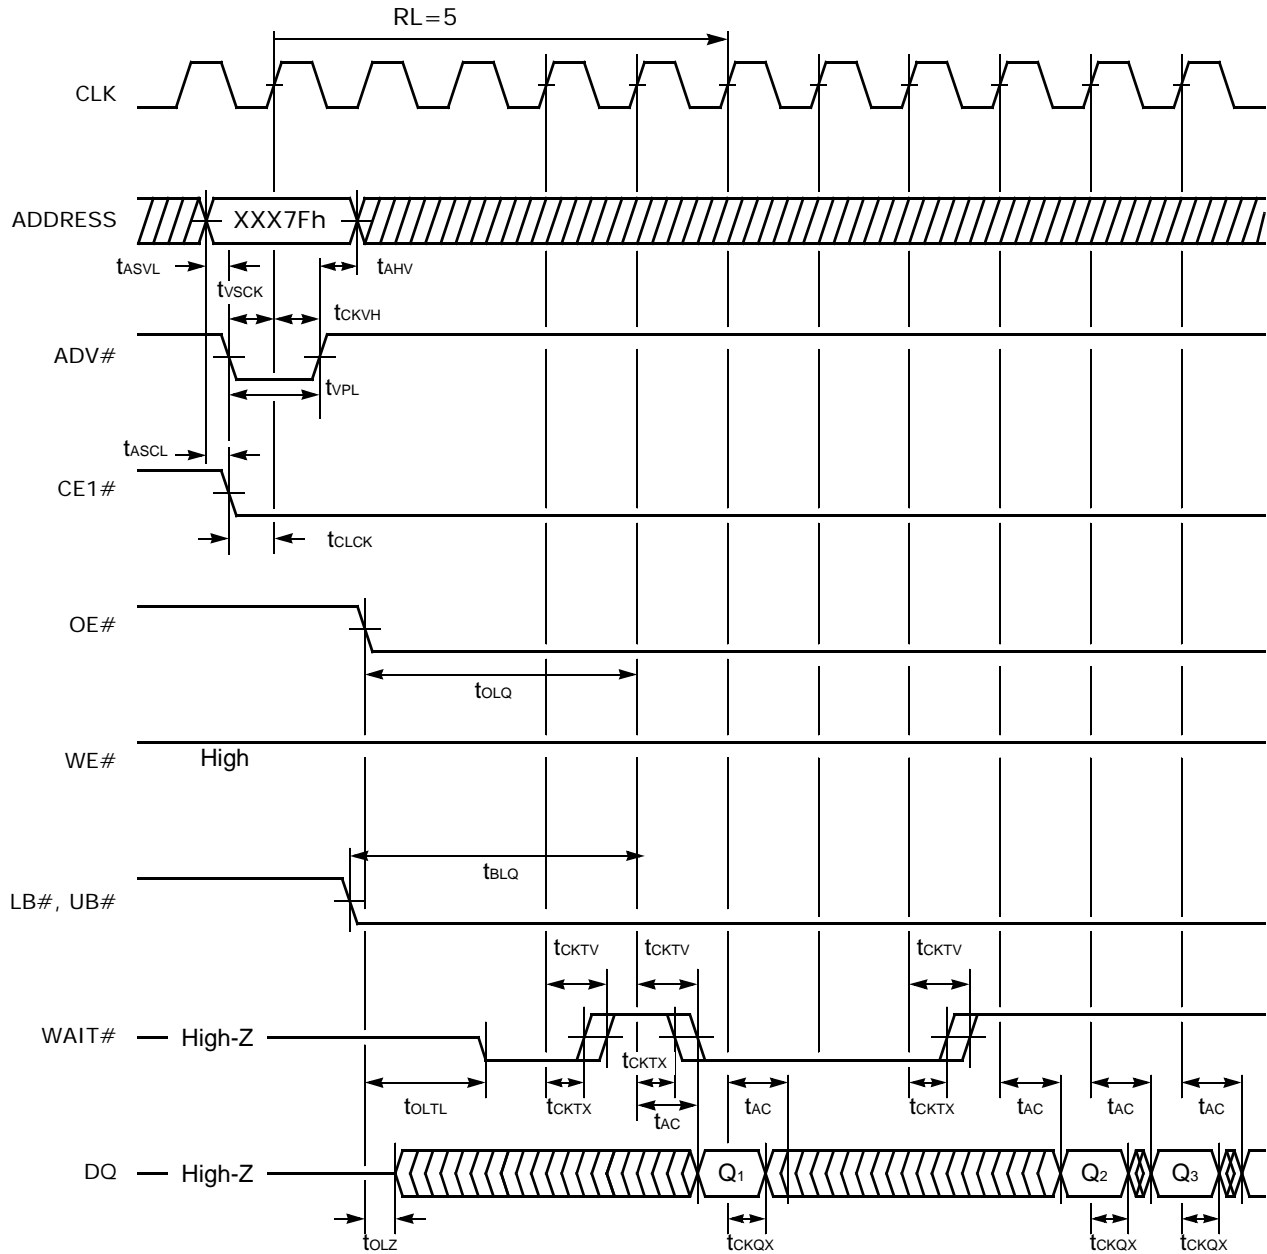 RL=5
CLK
ADDRESS XXX7Fh
tASVL tAHV
tVSCK
tCKVH
ADV#
tVPL
tASCL
CE1#
tCLCK
OE#
tOLQ
WE# High
tBLQ
LB#, UB#
tCKTV tCKTV tCKTV
WAIT# High-Z
tCKTX
tOLTL tCKTX tAC tCKTX tAC tAC tAC
tAC
DQ High-Z Q1 Q2 Q3
tOLZ tCKQX tCKQX tCKQX